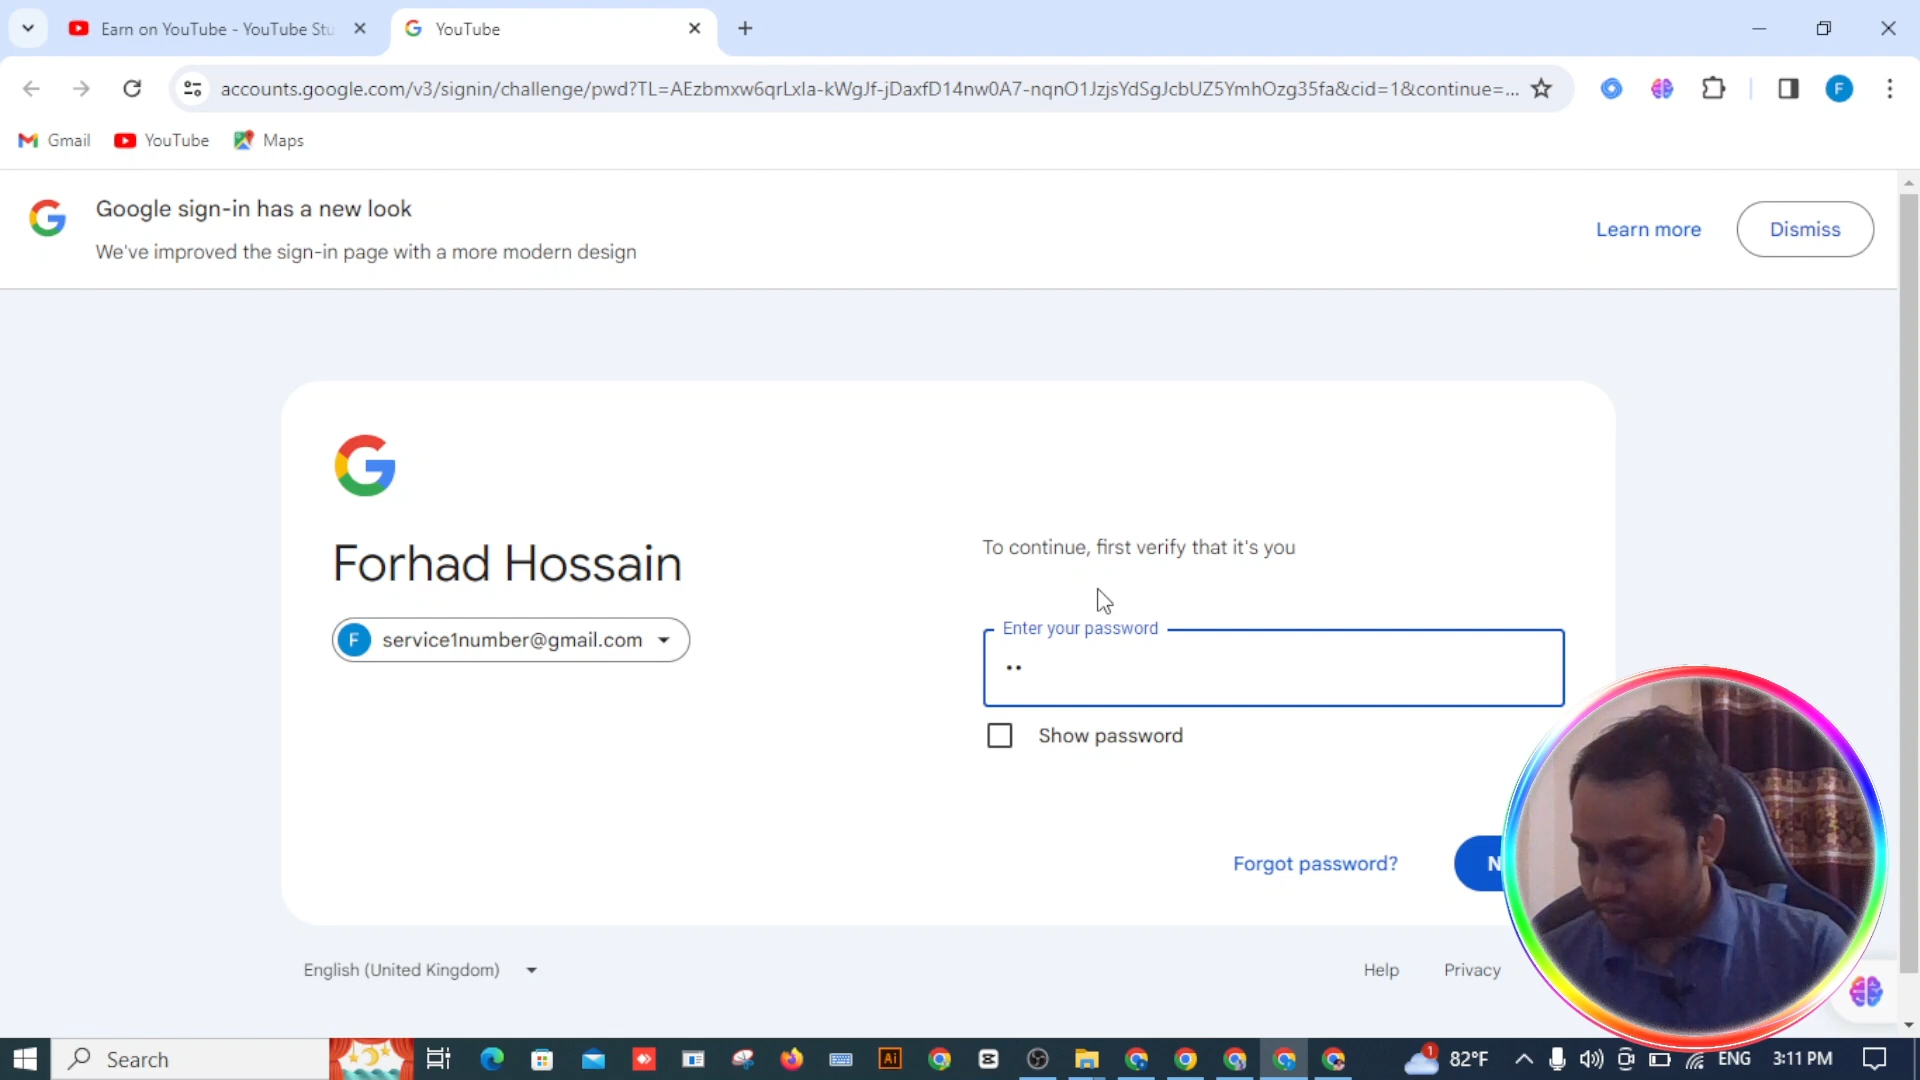 Earn on YouTube - YouTube Stu
YouTube
accounts.google.com/v3/signin/challenge/pwd?TL=AEzbmxw6qrLxIa-kWgJf-jDaxfD14nw0A7-nqnO1JzjsYdSgJcbUZ5YmhOzg35fa&cid=1&continue=...
F
Gmail
YouTube
Maps
Google sign-in has a new look
We've improved the sign-in page with a more modern design
Learn more
Dismiss
Forhad Hossain
To continue, first verify that it's you
F service1number@gmail.com
Enter your password
Show password
Forgot password?
N
English (United Kingdom)
Help
Privacy
Search
Ai
1
82°F
ENG
3:11 PM